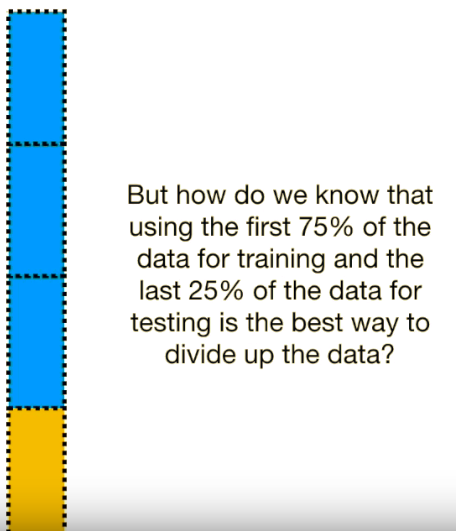 But how do we know that
using the first 75% of the
data for training and the
last 25% of the data for
testing is the best way to
divide up the data?